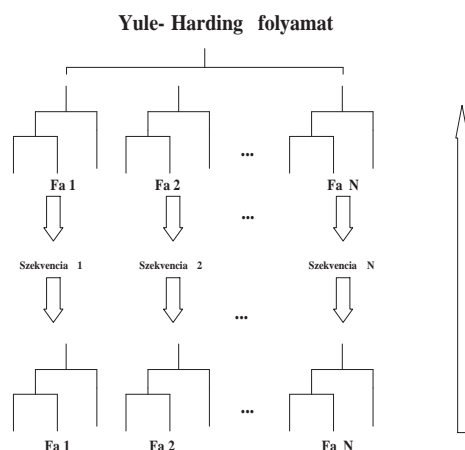 Yule- Harding folyamat
...
Fa 1 Fa 2 Fa N
...
Szekvencia 1 Szekvencia 2 Szekvencia N
...
...
Fa 1 Fa 2 Fa N